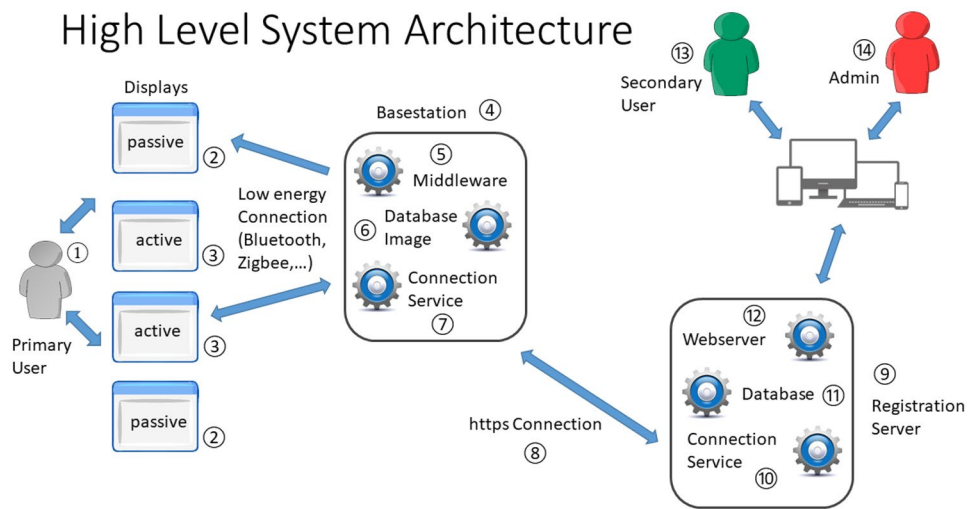 High Level System Architecture
Displays
passive
②
active
③
active
③
passive
②
①
Primary
User
Low energy
Connection
(Bluetooth,
Zigbee,...)
Basestation ④
⑤
Middleware
⑥ Database
Image
Connection
Service
⑦
https Connection
⑧
⑬
Secondary
User
⑭
Admin
⑫
Webserver
Database ⑪
Connection
Service
⑩
⑨
Registration
Server